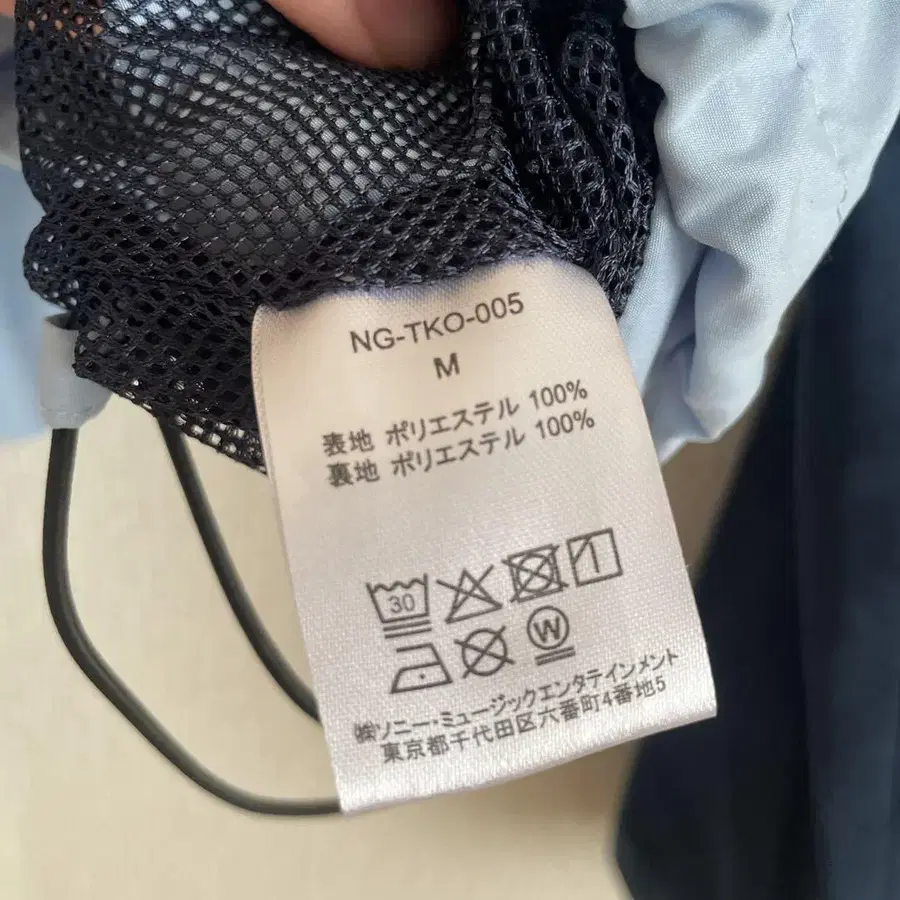 NG-TKO-005
M
表地 ポリエステル 100%
裏地 ポリエステル 100%
30
W
㈱ソニー・ミュージックエンタテインメント
東京都千代田区六番町4番地5